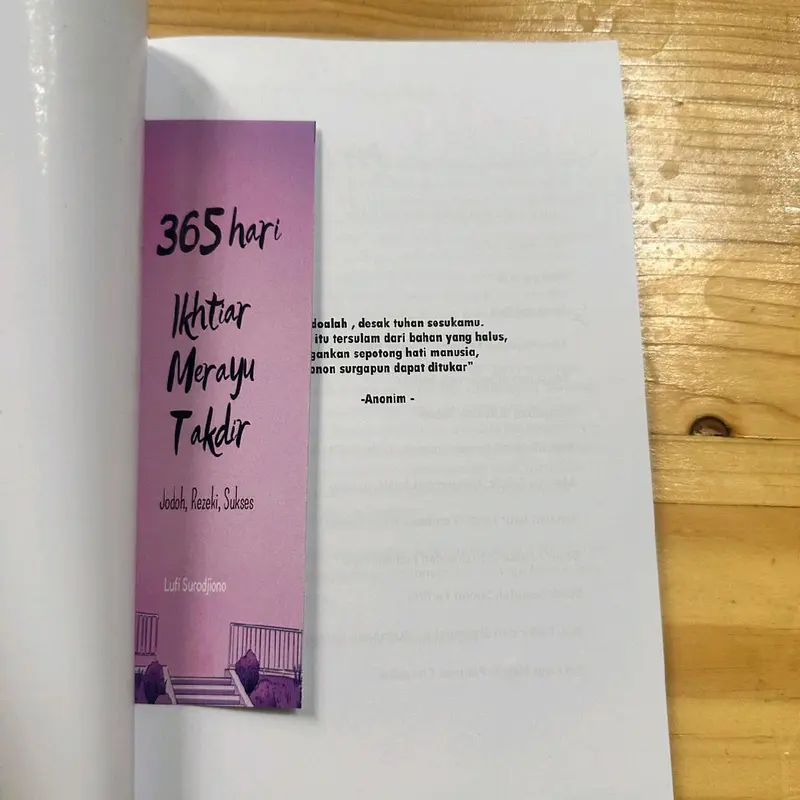 365 hari
Ikhtiar
Merayu
Takdir
Jodoh, Rezeki, Sukses
Lufi Surodjiono
doalah , desak tuhan sesukamu.
itu tersulam dari bahan yang halus,
gankan sepotong hati manusia,
onon surgapun dapat ditukar"
-Anonim -